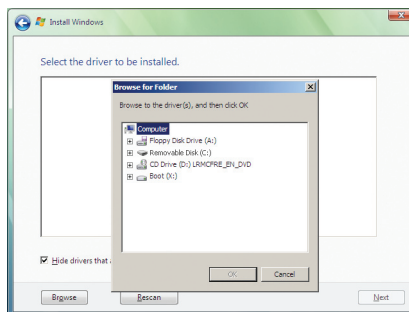 Install Windows
Select the driver to be installed.
Browse for Folder
Browse to the driver(s), and then click OK
Computer
Floppy Disk Drive (A:)
Removable Disk (C:)
CD Drive (D:) LRMCFRE_EN_DVD
Boot (X:)
Hide drivers that
OK
Cancel
Browse
Rescan
Next